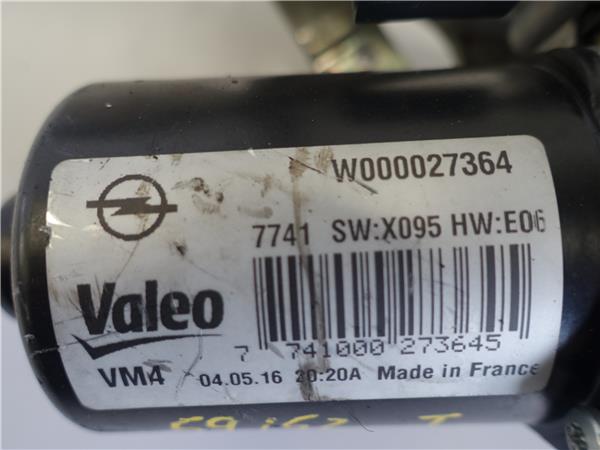 W000027364
7741 SW:X095 HW:E06
Valeo
7 741000 273645
VM4 04.05.16 20:20A Made in France